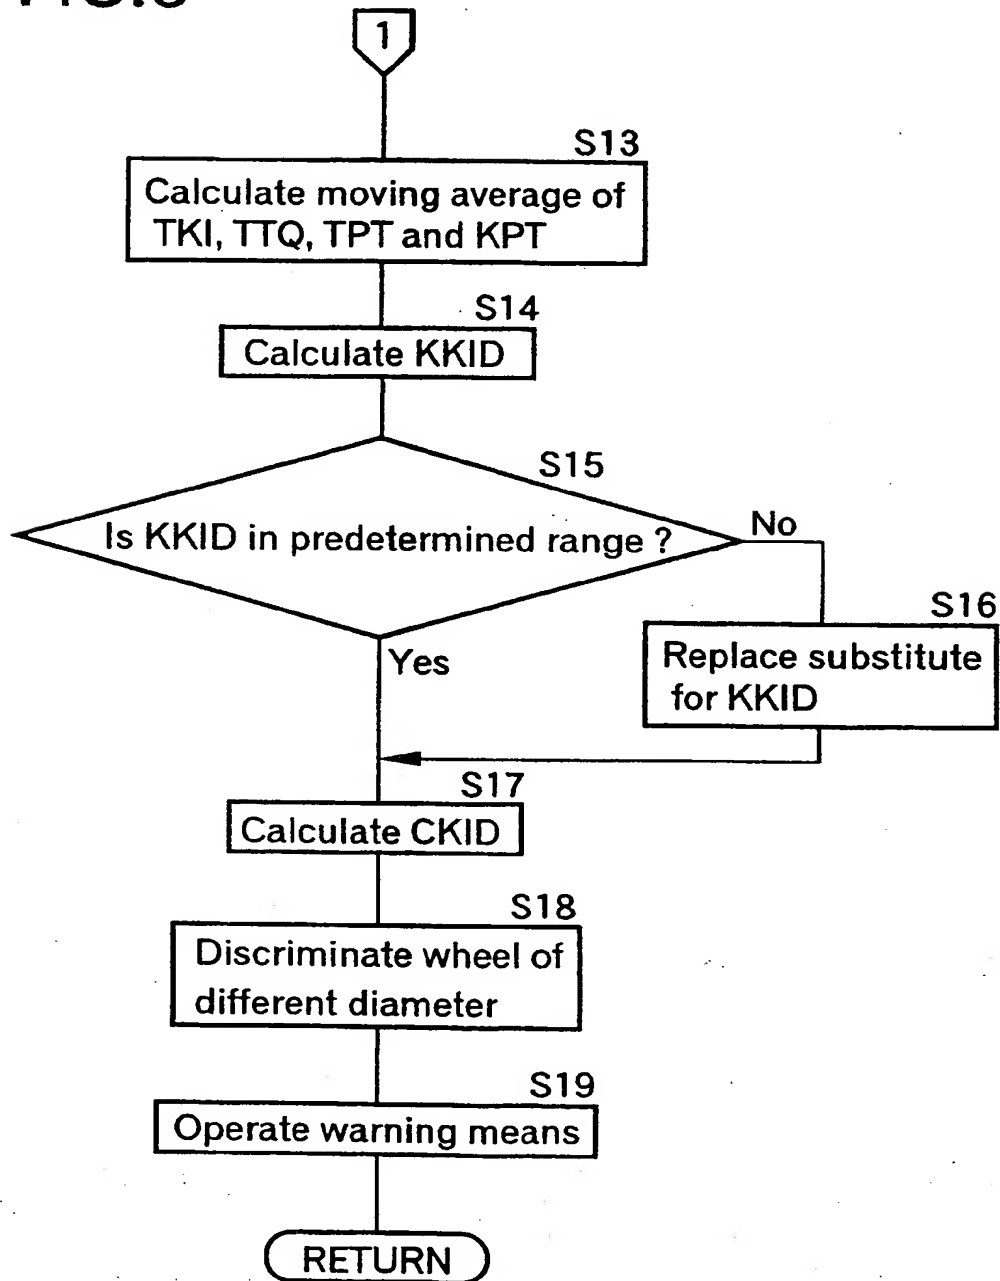 1
S13
Calculate moving average of
TKI, TTQ, TPT and KPT
S14
Calculate KKID
S15
Is KKID in predetermined range ?
No
S16
Replace substitute
for KKID
Yes
S17
Calculate CKID
S18
Discriminate wheel of
different diameter
S19
Operate warning means
RETURN